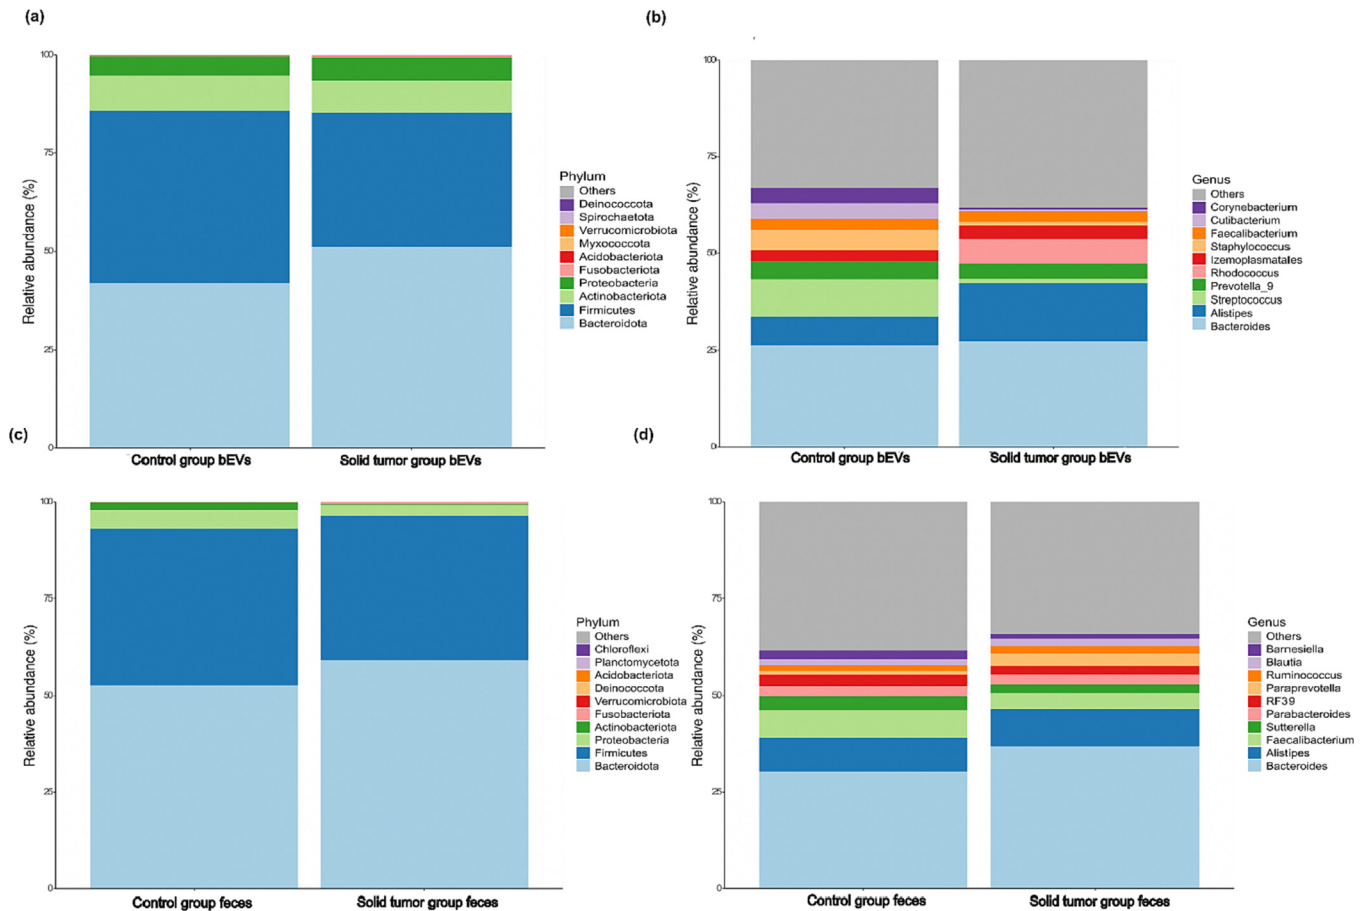 (a)
Relative abundance (%)
100
75
50
25
0
Control group bEVs
Solid tumor group bEVs
Phylum
Others
Deinococcota
Spirochaetota
Verrucomicrobiota
Myxococcota
Acidobacteriota
Fusobacteriota
Proteobacteria
Actinobacteriota
Firmicutes
Bacteroidota
(b)
Relative abundance (%)
100
75
50
25
0
Control group bEVs
Solid tumor group bEVs
Genus
Others
Corynebacterium
Cutibacterium
Faecalibacterium
Staphylococcus
Izemoplasmatales
Rhodococcus
Prevotella_9
Streptococcus
Alistipes
Bacteroides
(c)
Relative abundance (%)
100
75
50
25
0
Control group feces
Solid tumor group feces
Phylum
Others
Chloroflexi
Planctomycetota
Acidobacteriota
Deinococcota
Verrucomicrobiota
Fusobacteriota
Actinobacteriota
Proteobacteria
Firmicutes
Bacteroidota
(d)
Relative abundance (%)
100
75
50
25
0
Control group feces
Solid tumor group feces
Genus
Others
Barnesiella
Blautia
Ruminococcus
Paraprevotella
RF39
Parabacteroides
Sutterella
Faecalibacterium
Alistipes
Bacteroides